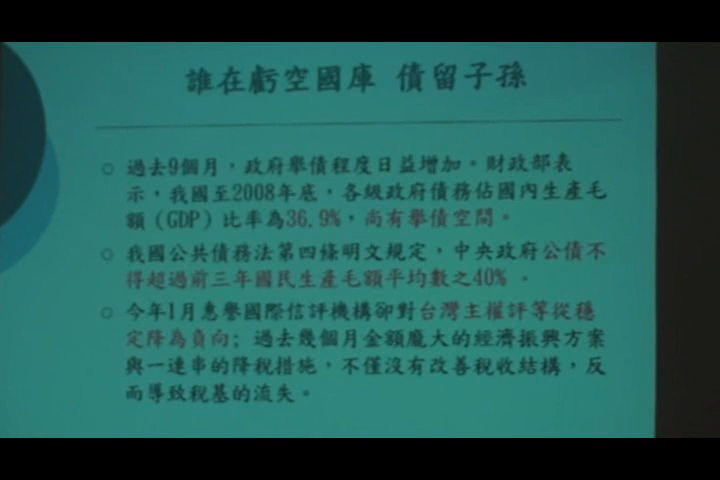 誰在虧空國庫 債留子孫
○ 過去9個月，政府舉債程度日益增加。財政部表
示，我國至2008年底，各級政府債務佔國內生產毛
額（GDP）比率為36.9%，尚有舉債空間。
○ 我國公共債務法第四條明文規定，中央政府公債不
得超過前三年國民生產毛額平均數之40% 。
○ 今年1月惠譽國際信評機構卻對台灣主權評等從穩
定降為負向；過去幾個月金額龐大的經濟振興方案
與一連串的降稅措施，不僅沒有改善稅收結構，反
而導致稅基的流失。